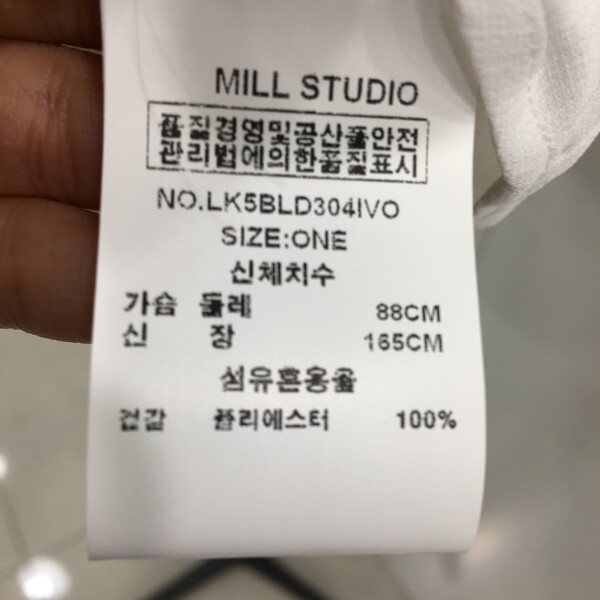 MILL STUDIO
품질경영및공산품안전
관리법에의한품질표시
NO.LK5BLD304IVO
SIZE:ONE
신체치수
가슴 둘레 88CM
신 장 165CM
섬유혼용율
겉감 폴리에스터 100%